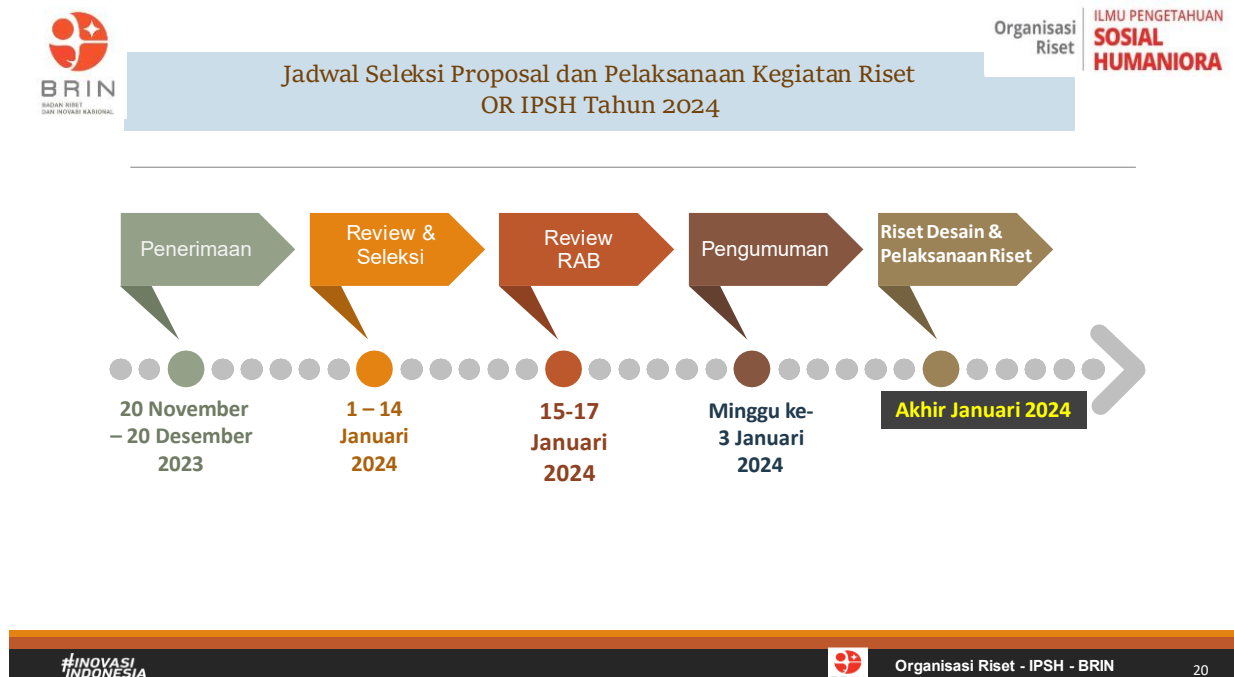 BRIN
BADAN RISET
DAN INOVASI NASIONAL
Organisasi
Riset
ILMU PENGETAHUAN
SOSIAL
HUMANIORA
Jadwal Seleksi Proposal dan Pelaksanaan Kegiatan Riset
OR IPSH Tahun 2024
Penerimaan
Review &
Seleksi
Review
RAB
Pengumuman
Riset Desain &
Pelaksanaan Riset
20 November
– 20 Desember
2023
1 – 14
Januari
2024
15-17
Januari
2024
Minggu ke-
3 Januari
2024
Akhir Januari 2024
#INOVASI
INDONESIA
Organisasi Riset - IPSH - BRIN
20